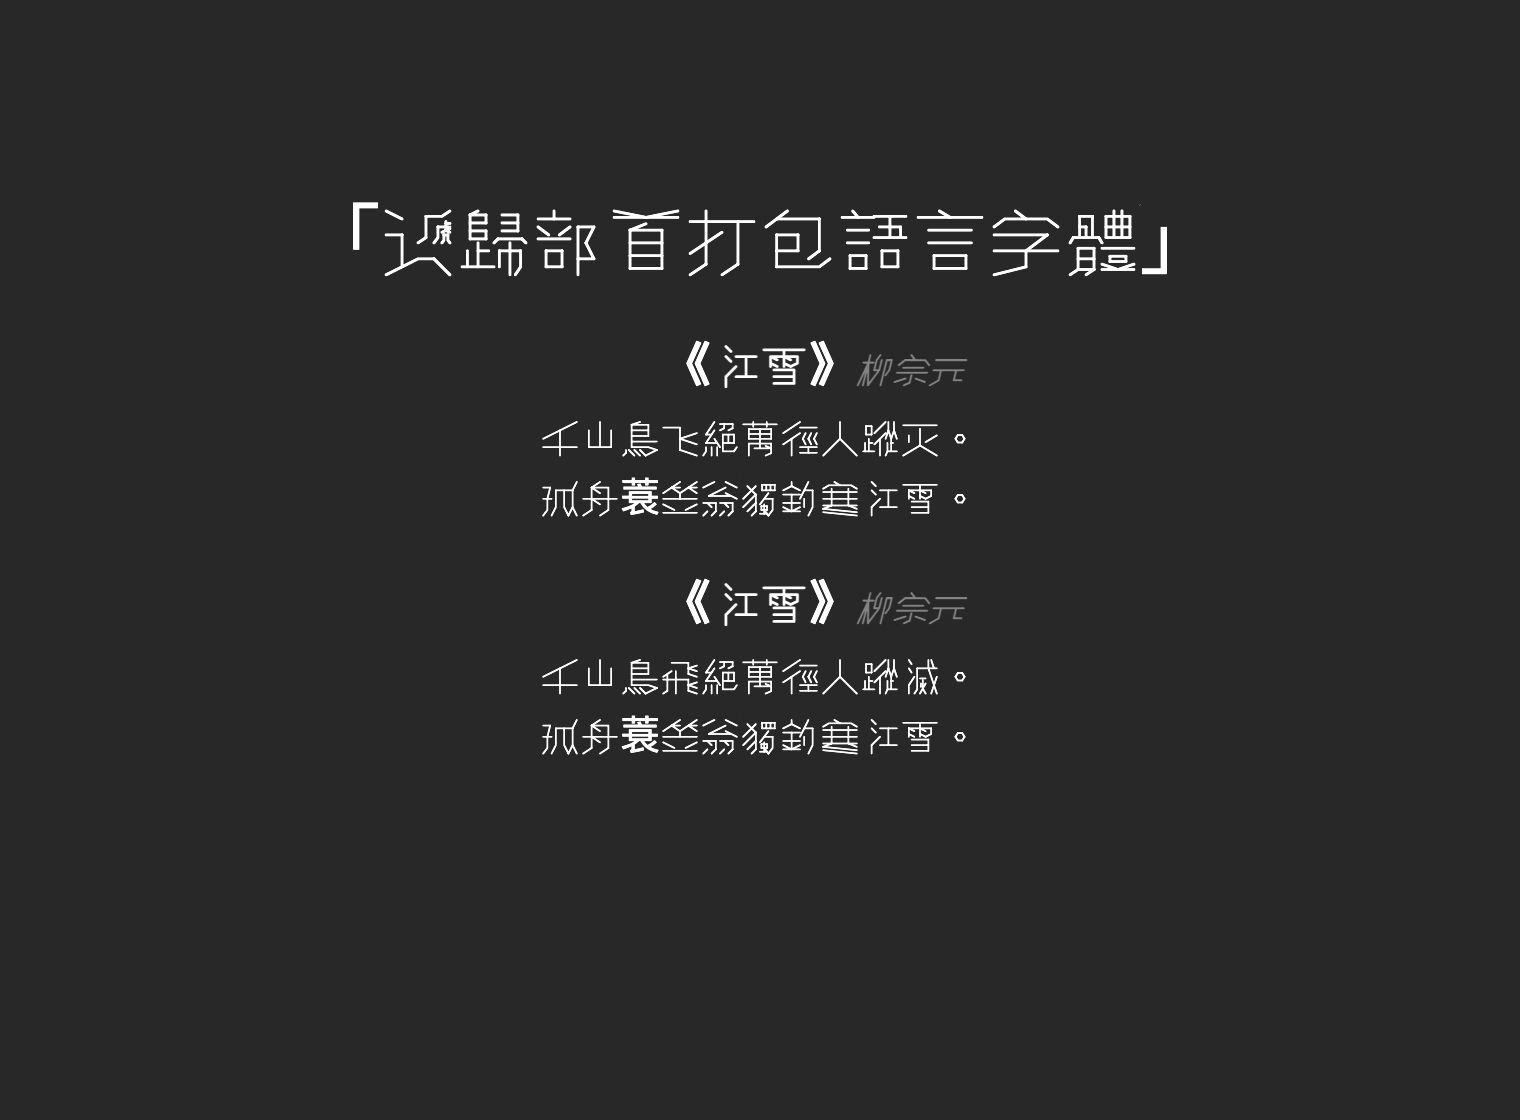 「遞歸部首打包語言字體」
《江雪》 柳宗元
千山鳥飞絕萬徑人蹤灭。
孤舟蓑笠翁獨釣寒江雪。
《江雪》 柳宗元
千山鳥飛絕萬徑人蹤滅。
孤舟蓑笠翁獨釣寒江雪。